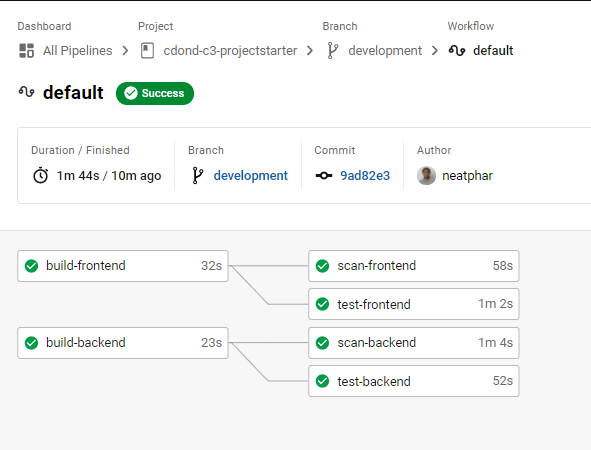 Dashboard Project Branch Workflow
All Pipelines cdond-c3-projectstarter development default
default Success
Duration / Finished Branch Commit Author
1m 44s / 10m ago development 9ad82e3 neatphar
build-frontend 32s scan-frontend 58s
test-frontend 1m 2s
build-backend 23s scan-backend 1m 4s
test-backend 52s